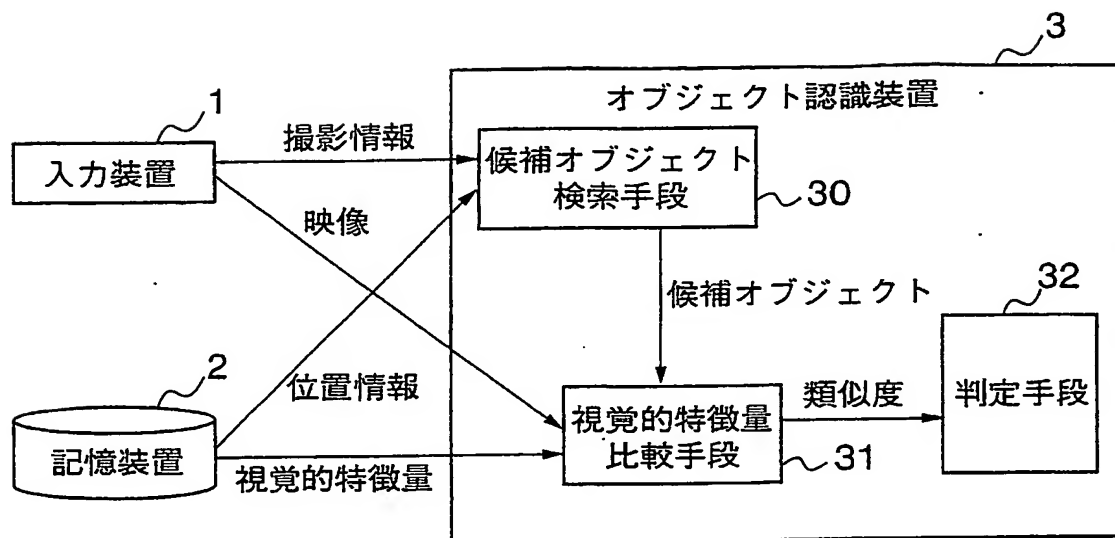 3
オブジェクト認識装置
1
入力装置
撮影情報
候補オブジェクト
検索手段
30
映像
候補オブジェクト
32
2
位置情報
記憶装置
視覚的特徴量
視覚的特徴量
比較手段
31
類似度
判定手段